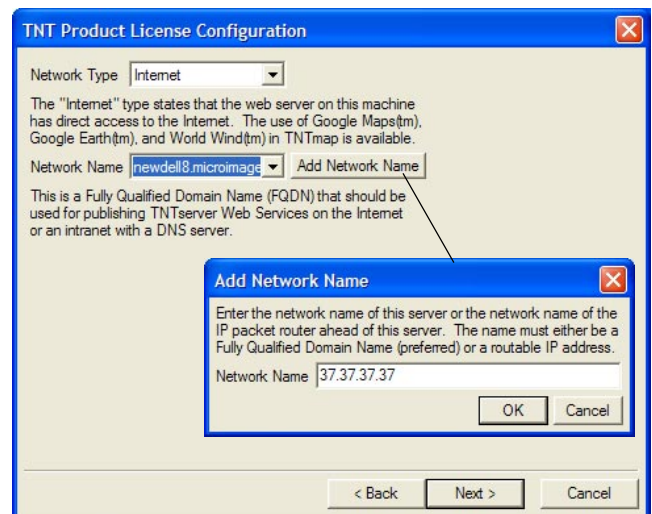 TNT Product License Configuration
Network Type Internet
The "Internet" type states that the web server on this machine
has direct access to the Internet. The use of Google Maps(tm),
Google Earth(tm), and World Wind(tm) in TNTmap is available.
Network Name newdell8.microimage Add Network Name
This is a Fully Qualified Domain Name (FQDN) that should be
used for publishing TNTserver Web Services on the Internet
or an intranet with a DNS server.
Add Network Name
Enter the network name of this server or the network name of the
IP packet router ahead of this server. The name must either be a
Fully Qualified Domain Name (preferred) or a routable IP address.
Network Name 37.37.37.37
OK Cancel
< Back Next > Cancel